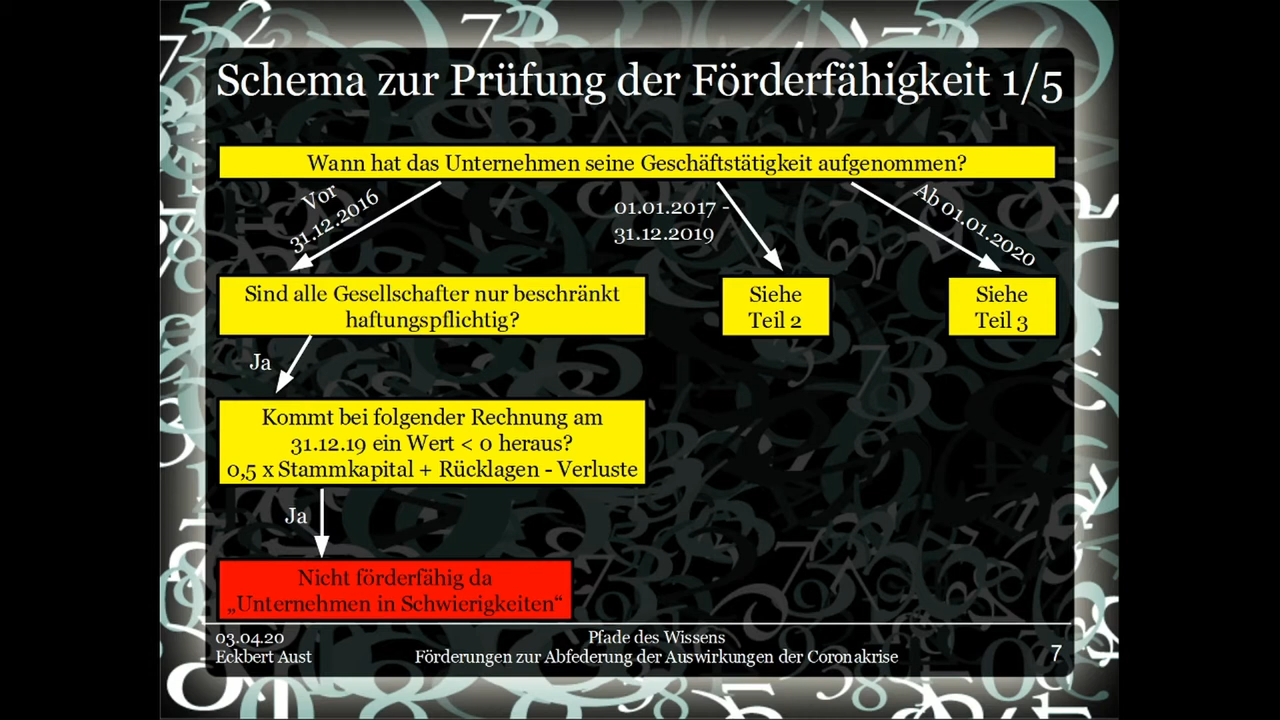 Schema zur Prüfung der Förderfähigkeit 1/5
Wann hat das Unternehmen seine Geschäftstätigkeit aufgenommen?
Vor
31.12.2016
01.01.2017 -
31.12.2019
Ab 01.01.2020
Sind alle Gesellschafter nur beschränkt
haftungspflichtig?
Siehe
Teil 2
Siehe
Teil 3
Ja
Kommt bei folgender Rechnung am
31.12.19 ein Wert < 0 heraus?
0,5 x Stammkapital + Rücklagen - Verluste
Ja
Nicht förderfähig da
„Unternehmen in Schwierigkeiten“
03.04.20
Eckbert Aust
Pfade des Wissens
Förderungen zur Abfederung der Auswirkungen der Coronakrise
7